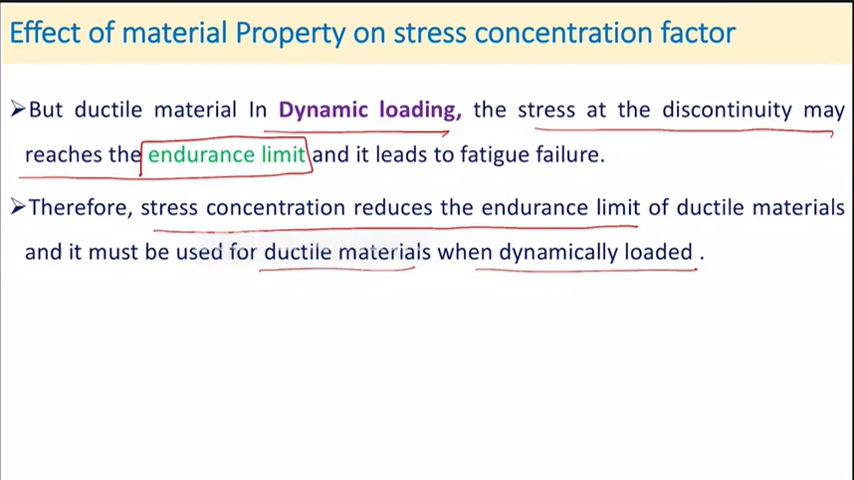 Effect of material Property on stress concentration factor
➢But ductile material In Dynamic loading, the stress at the discontinuity may
reaches the endurance limit and it leads to fatigue failure.
➢Therefore, stress concentration reduces the endurance limit of ductile materials
and it must be used for ductile materials when dynamically loaded .